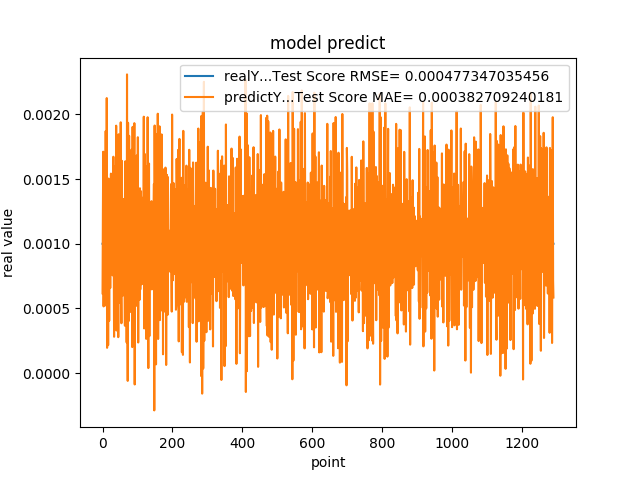 model predict
realY...Test Score RMSE= 0.000477347035456
predictY...Test Score MAE= 0.000382709240181
0.0020
0.0015
0.0010
0.0005
0.0000
real value
0 200 400 600 800 1000 1200
point